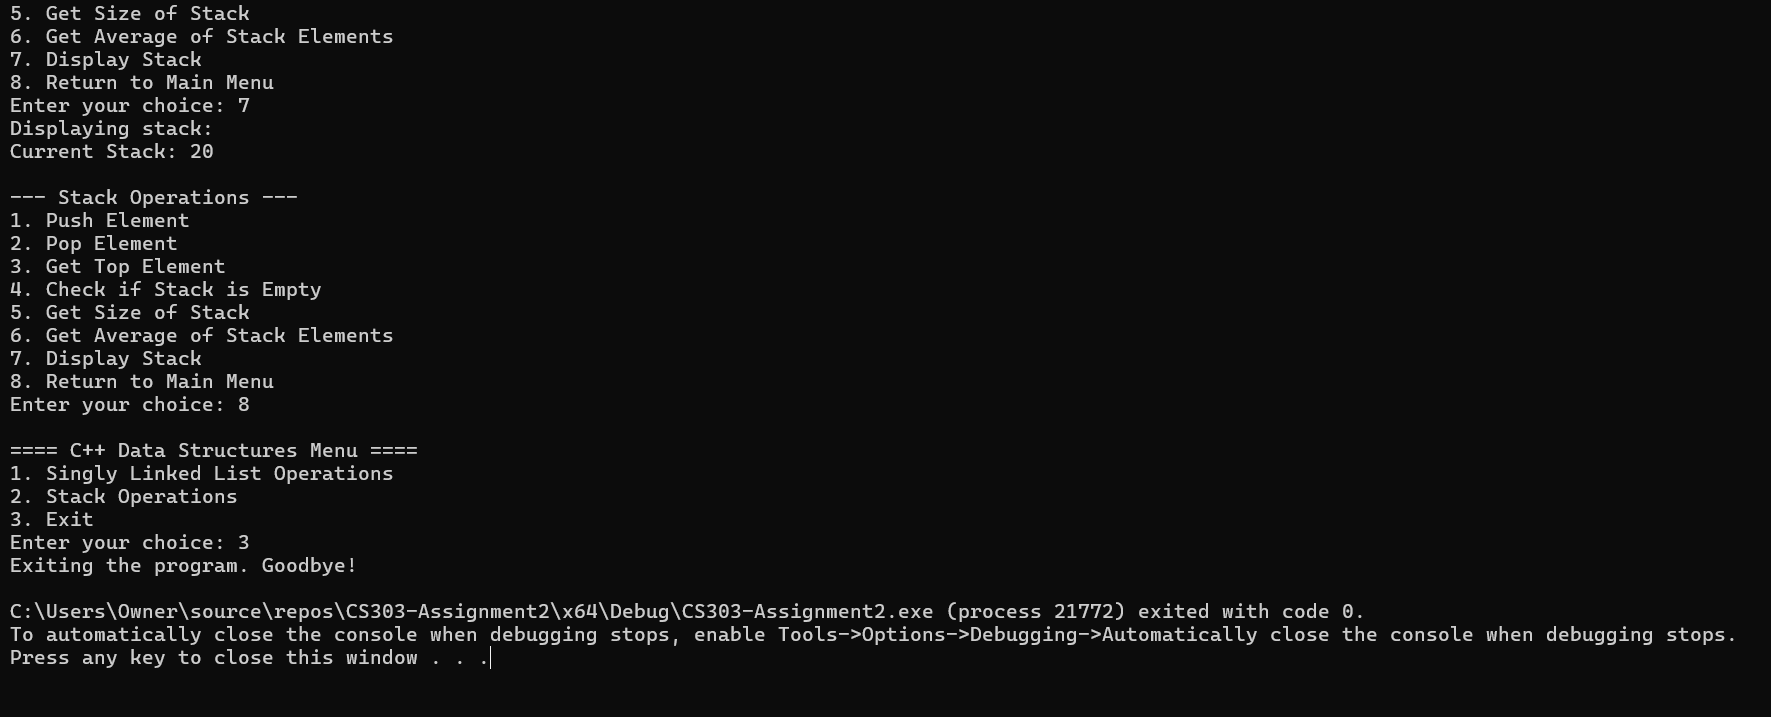 5. Get Size of Stack
6. Get Average of Stack Elements
7. Display Stack
8. Return to Main Menu
Enter your choice: 7
Displaying stack:
Current Stack: 20

--- Stack Operations ---
1. Push Element
2. Pop Element
3. Get Top Element
4. Check if Stack is Empty
5. Get Size of Stack
6. Get Average of Stack Elements
7. Display Stack
8. Return to Main Menu
Enter your choice: 8

==== C++ Data Structures Menu ====
1. Singly Linked List Operations
2. Stack Operations
3. Exit
Enter your choice: 3
Exiting the program. Goodbye!

C:\Users\Owner\source\repos\CS303-Assignment2\x64\Debug\CS303-Assignment2.exe (process 21772) exited with code 0.
To automatically close the console when debugging stops, enable Tools->Options->Debugging->Automatically close the console when debugging stops.
Press any key to close this window . . .